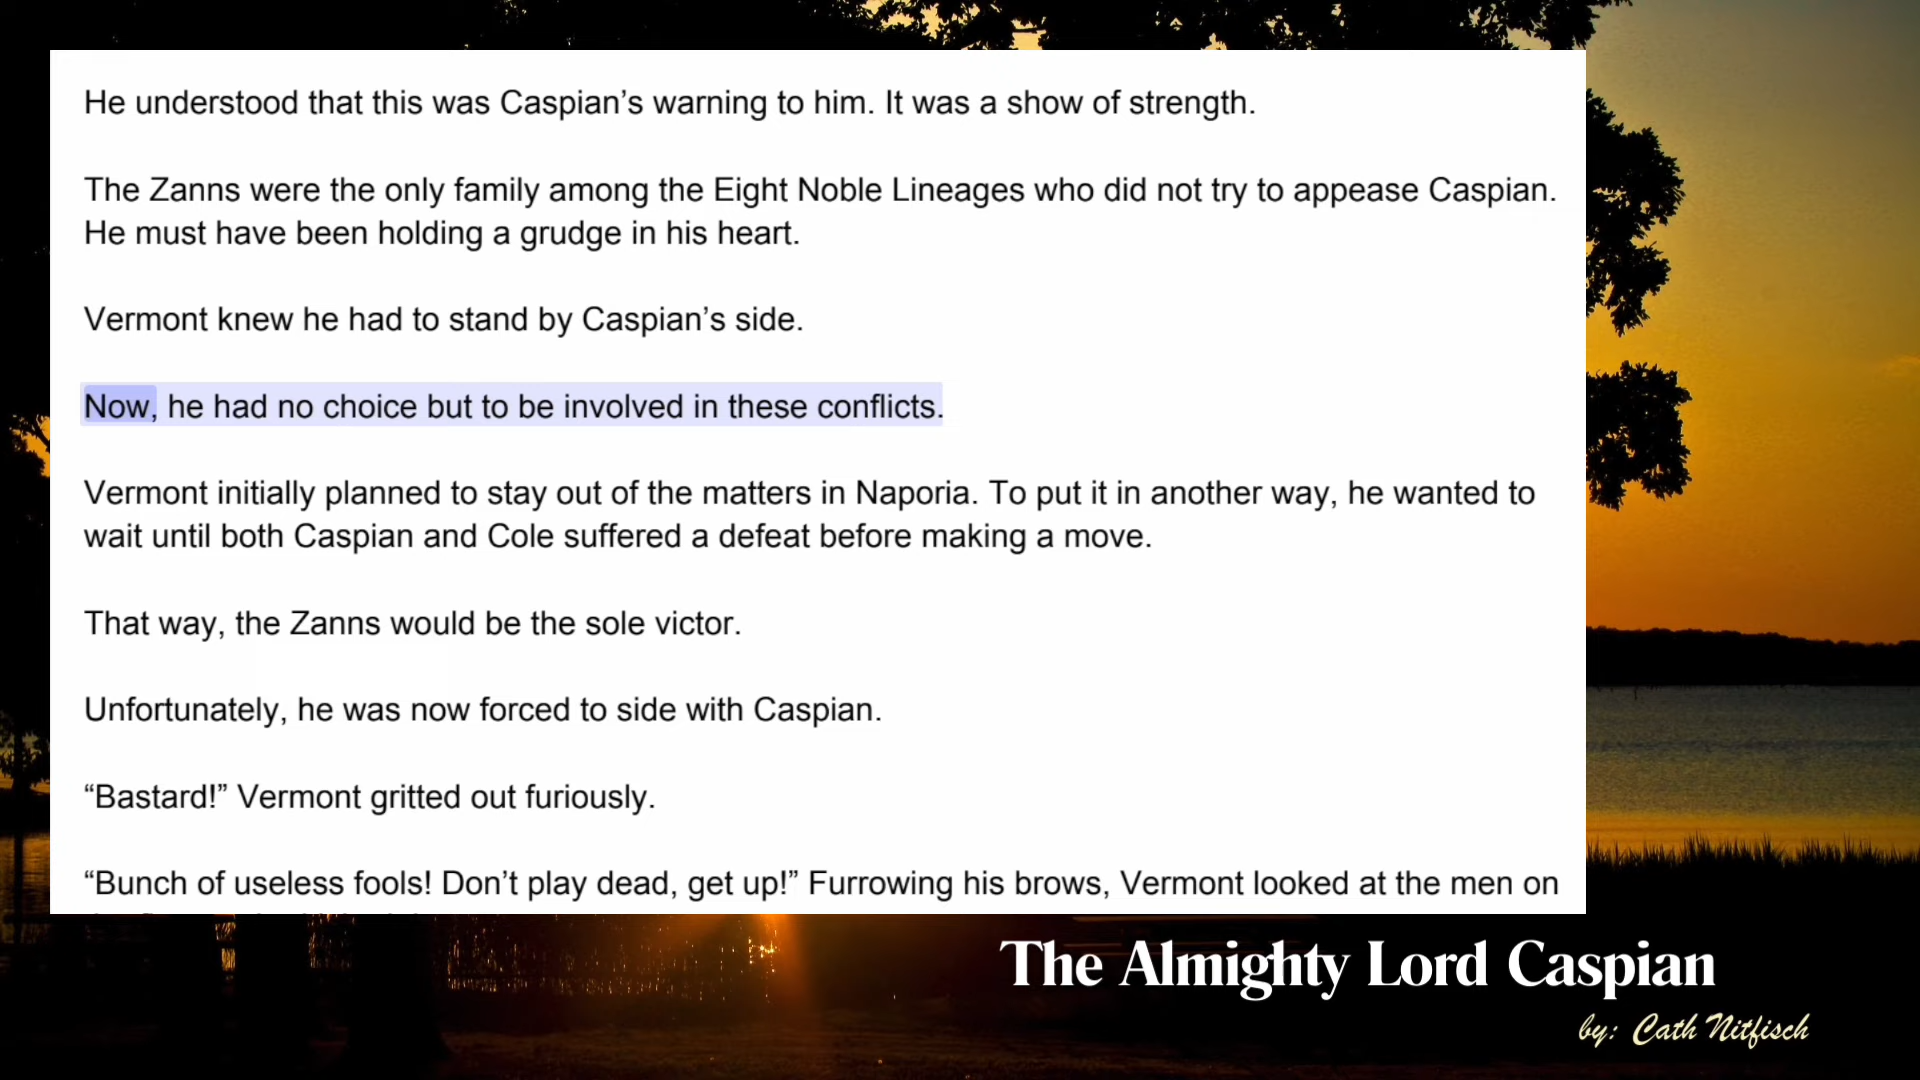 He understood that this was Caspian’s warning to him. It was a show of strength.
The Zanns were the only family among the Eight Noble Lineages who did not try to appease Caspian.
He must have been holding a grudge in his heart.
Vermont knew he had to stand by Caspian’s side.
Now, he had no choice but to be involved in these conflicts.
Vermont initially planned to stay out of the matters in Naporia. To put it in another way, he wanted to
wait until both Caspian and Cole suffered a defeat before making a move.
That way, the Zanns would be the sole victor.
Unfortunately, he was now forced to side with Caspian.
“Bastard!” Vermont gritted out furiously.
“Bunch of useless fools! Don’t play dead, get up!” Furrowing his brows, Vermont looked at the men on
The Almighty Lord Caspian
by: Cath Nitfisch